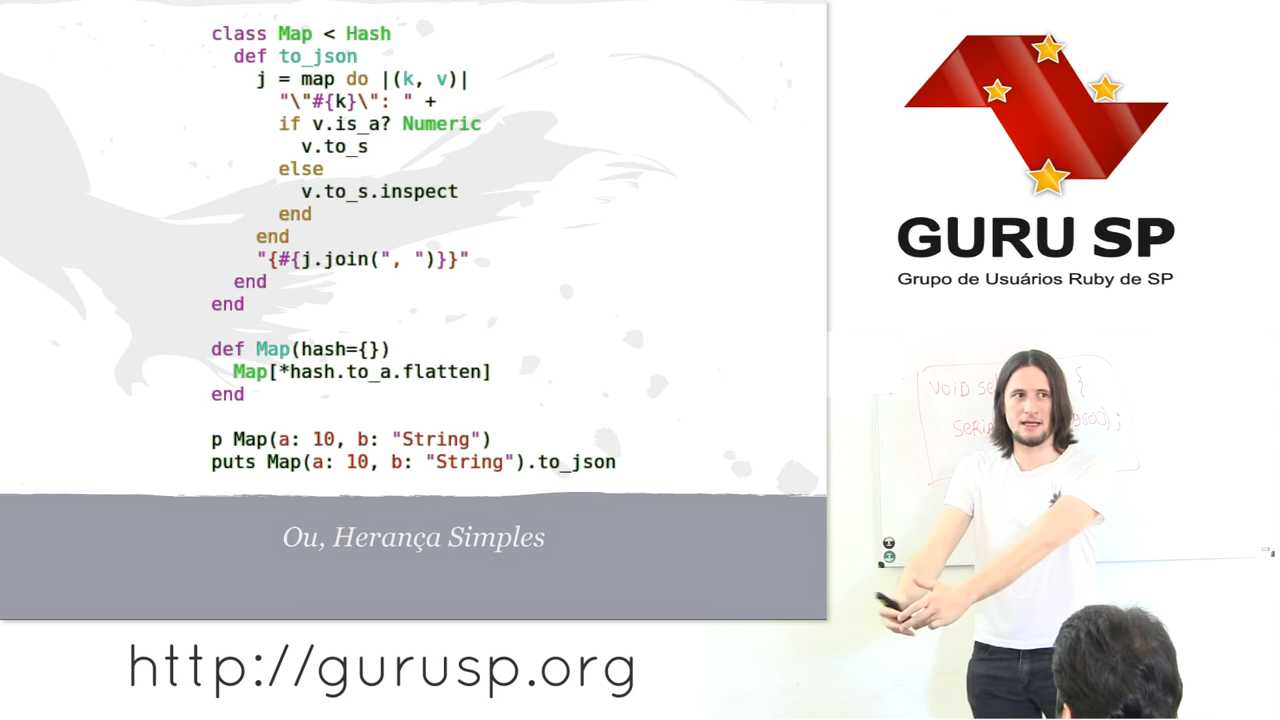 class Map < Hash
  def to_json
    j = map do |(k, v)|
      "\"#{k}\": " +
      if v.is_a? Numeric
        v.to_s
      else
        v.to_s.inspect
      end
    end
    "{#{j.join(", ")}}"
  end
end

def Map(hash={})
  Map[*hash.to_a.flatten]
end

p Map(a: 10, b: "String")
puts Map(a: 10, b: "String").to_json
Ou, Herança Simples
http://gurusp.org
GURU SP
Grupo de Usuários Ruby de SP
void {